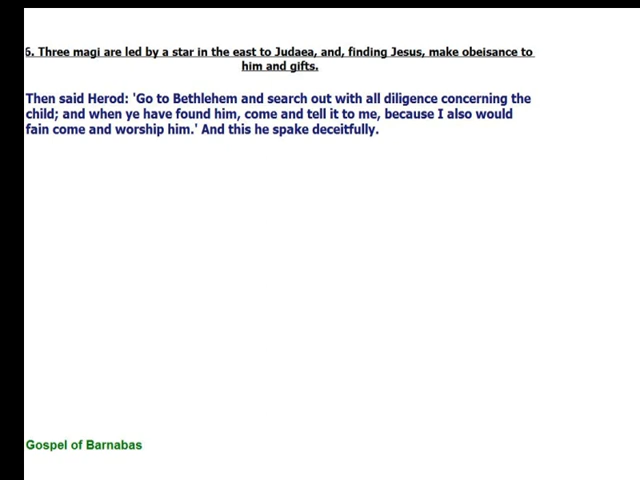 6. Three magi are led by a star in the east to Judaea, and, finding Jesus, make obeisance to
him and gifts.
Then said Herod: 'Go to Bethlehem and search out with all diligence concerning the
child; and when ye have found him, come and tell it to me, because I also would
fain come and worship him.' And this he spake deceitfully.
Gospel of Barnabas